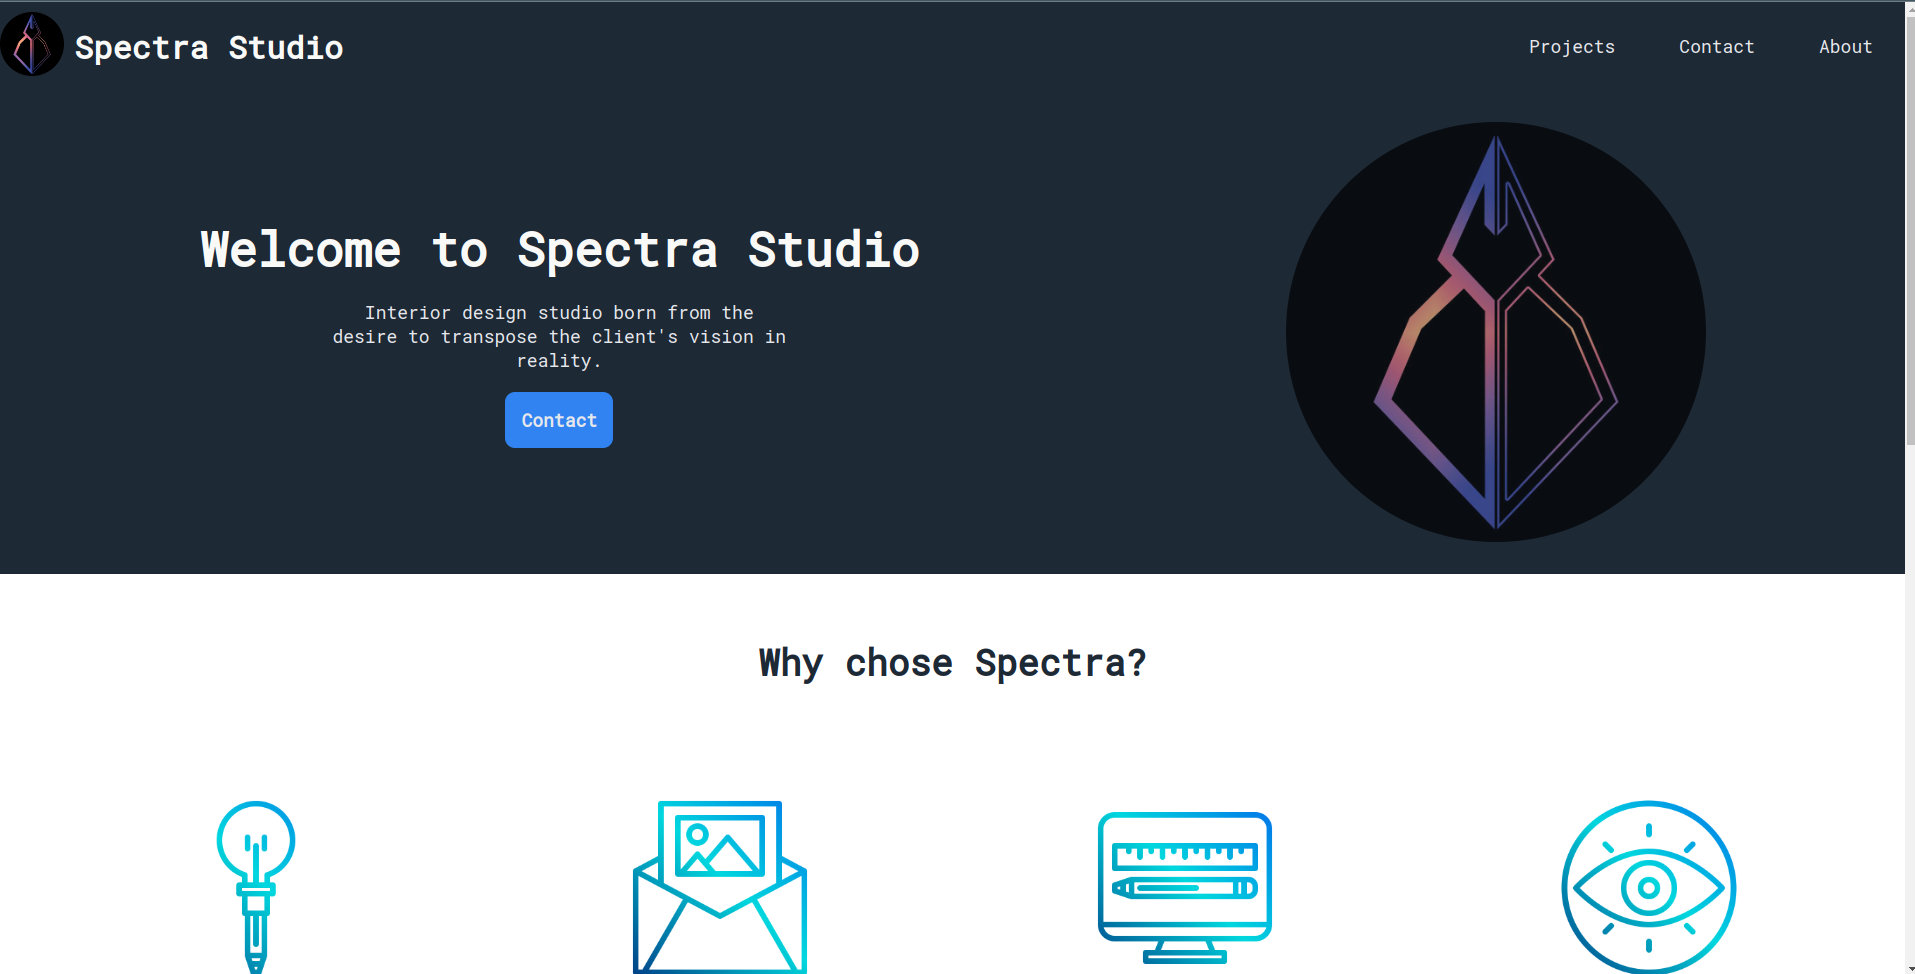 Spectra Studio
Projects
Contact
About
Welcome to Spectra Studio
Interior design studio born from the
desire to transpose the client's vision in
reality.
Contact
Why chose Spectra?